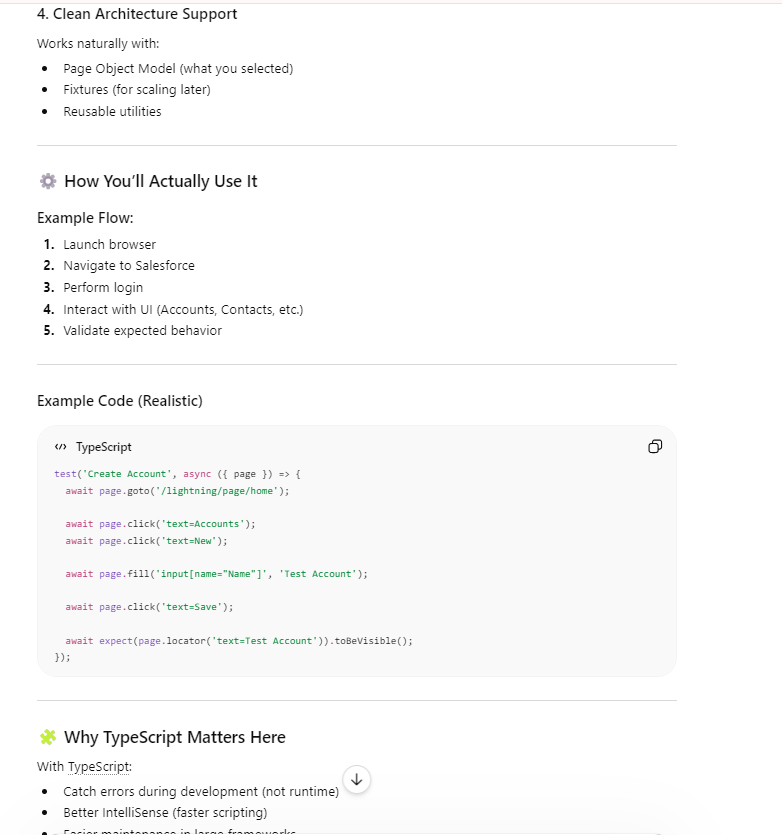 4. Clean Architecture Support
Works naturally with:
• Page Object Model (what you selected)
• Fixtures (for scaling later)
• Reusable utilities
How You'll Actually Use It
Example Flow:
1. Launch browser
2. Navigate to Salesforce
3. Perform login
4. Interact with UI (Accounts, Contacts, etc.)
5. Validate expected behavior
Example Code (Realistic)
</> TypeScript
test('Create Account', async ({ page }) => {
  await page.goto('/lightning/page/home');
  await page.click('text=Accounts');
  await page.click('text=New');
  await page.fill('input[name="Name"]', 'Test Account');
  await page.click('text=Save');
  await expect(page.locator('text=Test Account')).toBeVisible();
});
Why TypeScript Matters Here
With TypeScript:
• Catch errors during development (not runtime)
• Better IntelliSense (faster scripting)
• Easier maintenance in large frameworks